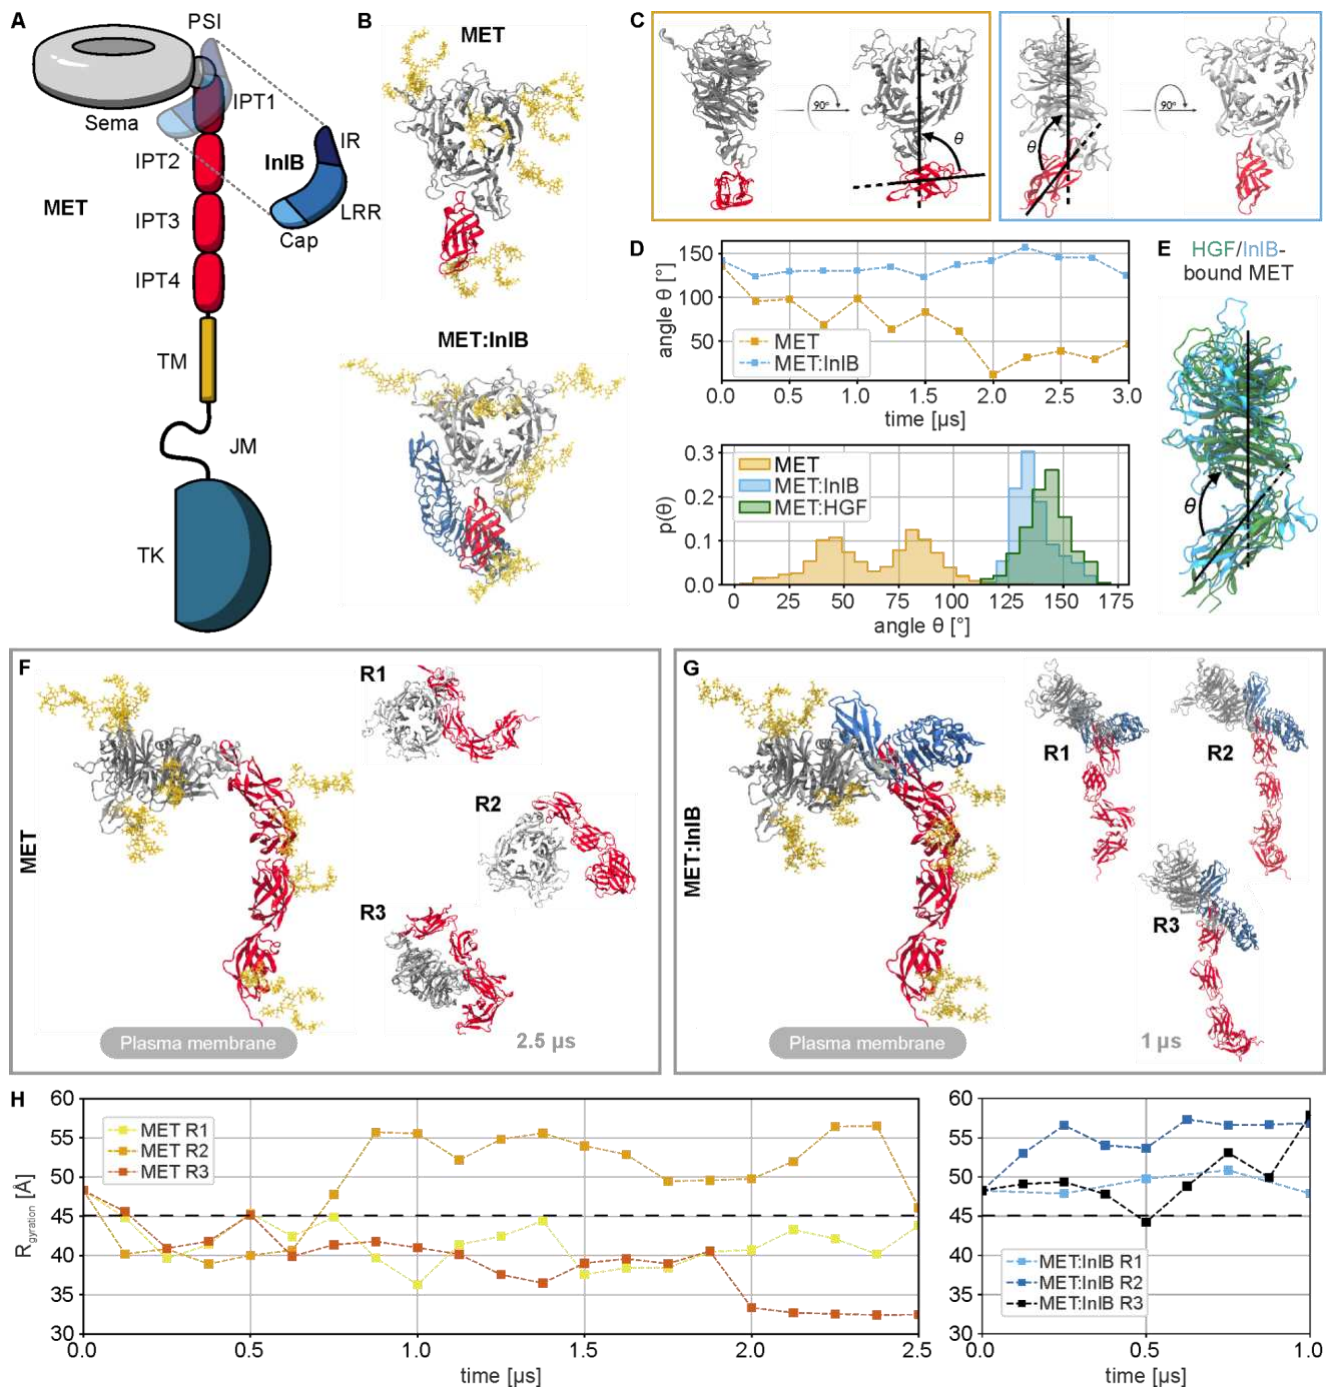 A
PSI
IPT1
Sema
IPT2
IR
InlB
MET
IPT3
LRR
Cap
IPT4
TM
JM
TK
B
MET
MET:InlB
C
90°
θ
θ
90°
D
angle θ [°]
150
100
50
MET
MET:InlB
0.0 0.5 1.0 1.5 2.0 2.5 3.0
time [µs]
p(θ)
0.3
0.2
0.1
0.0
MET
MET:InlB
MET:HGF
0 25 50 75 100 125 150 175
angle θ [°]
E
HGF/InlB-
bound MET
θ
F
MET
R1
R2
R3
Plasma membrane
2.5 µs
G
MET:InlB
R1
R2
R3
Plasma membrane
1 µs
H
Rgyration [Å]
60
55
50
45
40
35
30
MET R1
MET R2
MET R3
0.0 0.5 1.0 1.5 2.0 2.5
time [µs]
60
55
50
45
40
35
30
MET:InlB R1
MET:InlB R2
MET:InlB R3
0.0 0.5 1.0
time [µs]